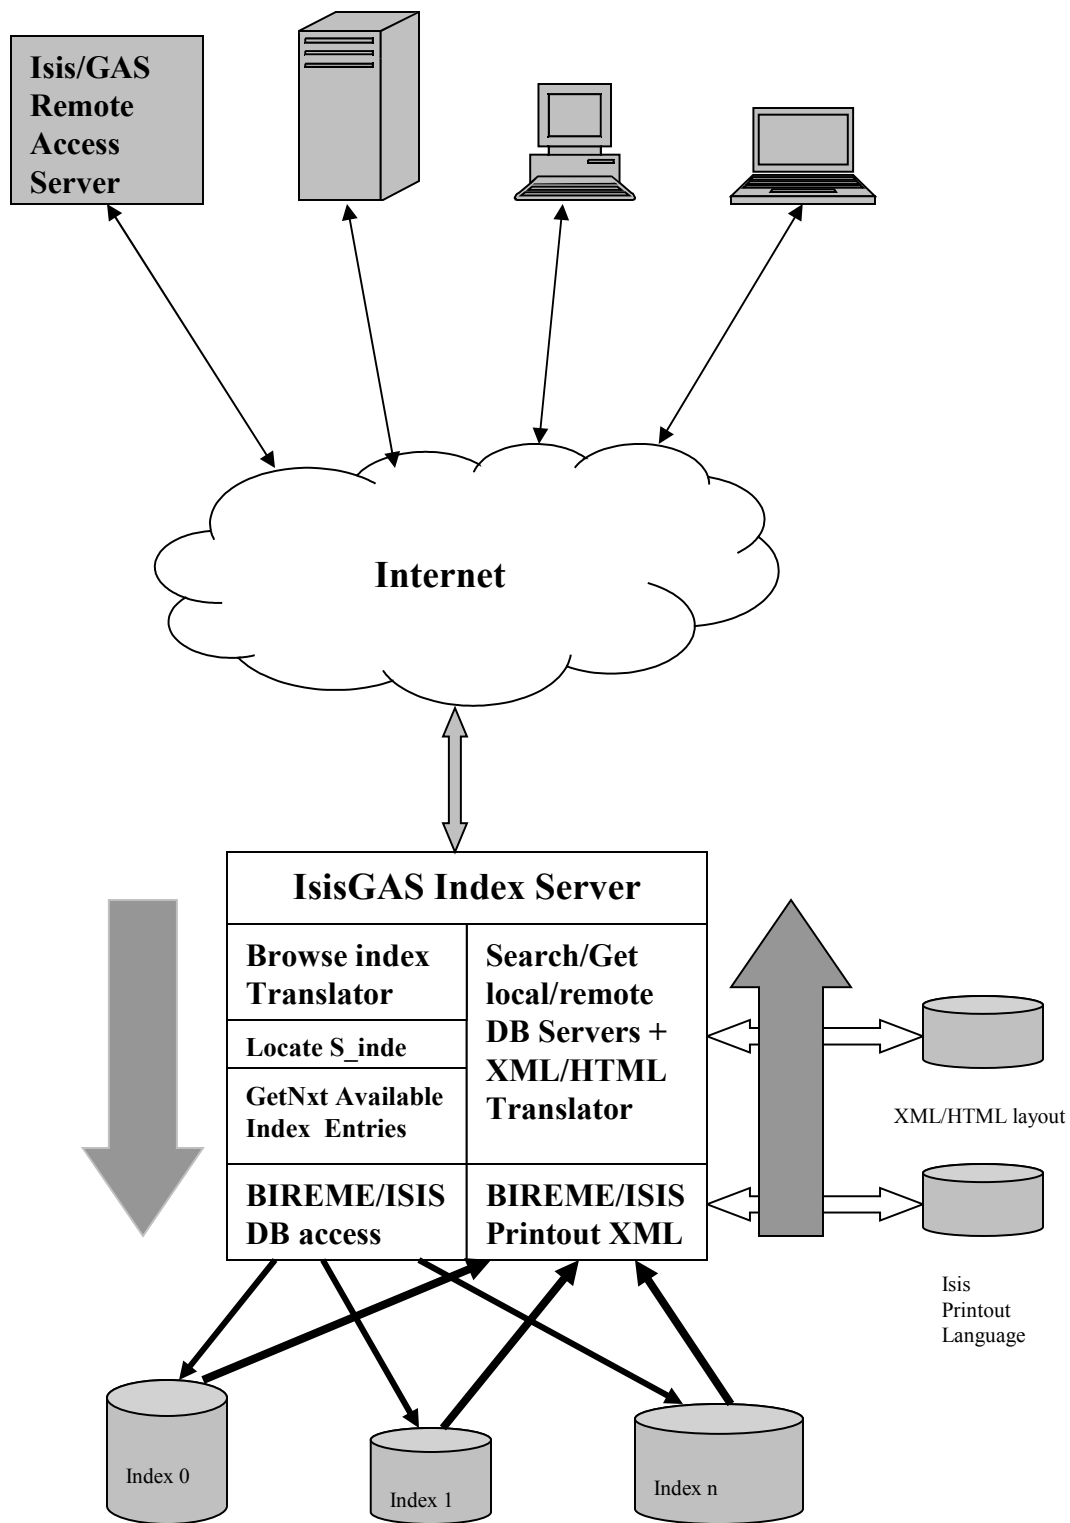 Isis/GAS
Remote
Access
Server
Internet
IsisGAS Index Server
Browse index
Translator
Locate S_inde
GetNxt Available
Index Entries
Search/Get
local/remote
DB Servers +
XML/HTML
Translator
BIREME/ISIS
DB access
BIREME/ISIS
Printout XML
XML/HTML layout
Isis
Printout
Language
Index 0
Index 1
Index n